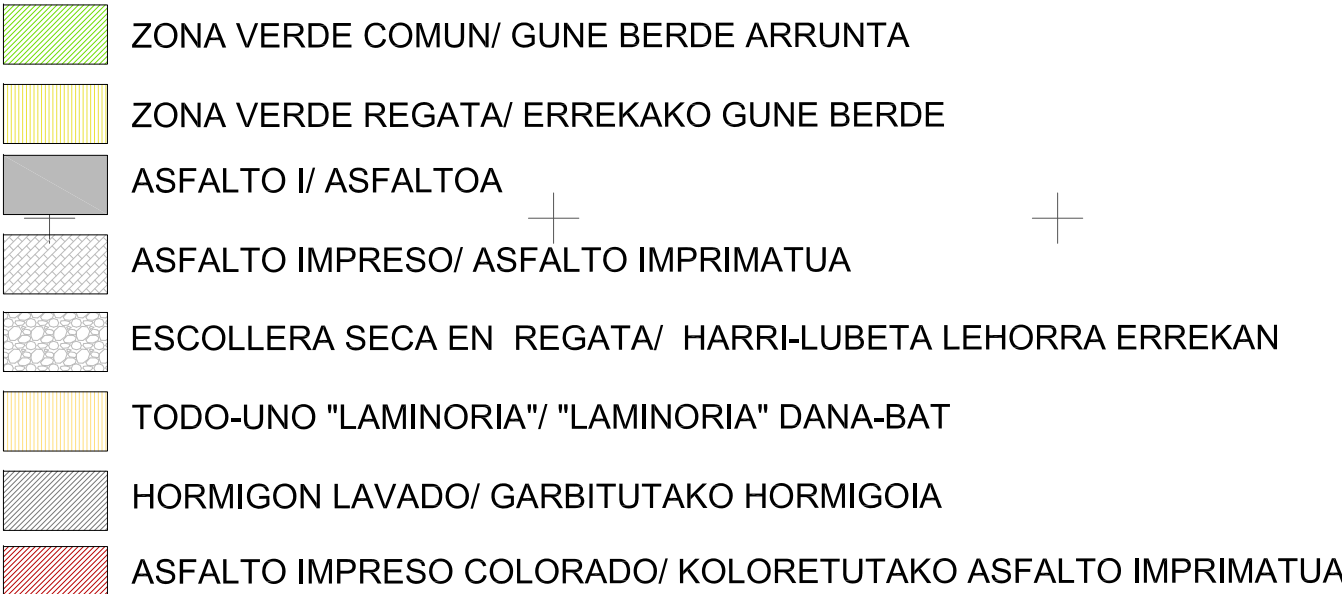 ZONA VERDE COMUN/ GUNE BERDE ARRUNTA
ZONA VERDE REGATA/ ERREKAKO GUNE BERDE
ASFALTO I/ ASFALTOA
ASFALTO IMPRESO/ ASFALTO IMPRIMATUA
ESCOLLERA SECA EN REGATA/ HARRI-LUBETA LEHORRA ERREKAN
TODO-UNO "LAMINORIA"/ "LAMINORIA" DANA-BAT
HORMIGON LAVADO/ GARBITUTAKO HORMIGOIA
ASFALTO IMPRESO COLORADO/ KOLORETUTAKO ASFALTO IMPRIMATUA